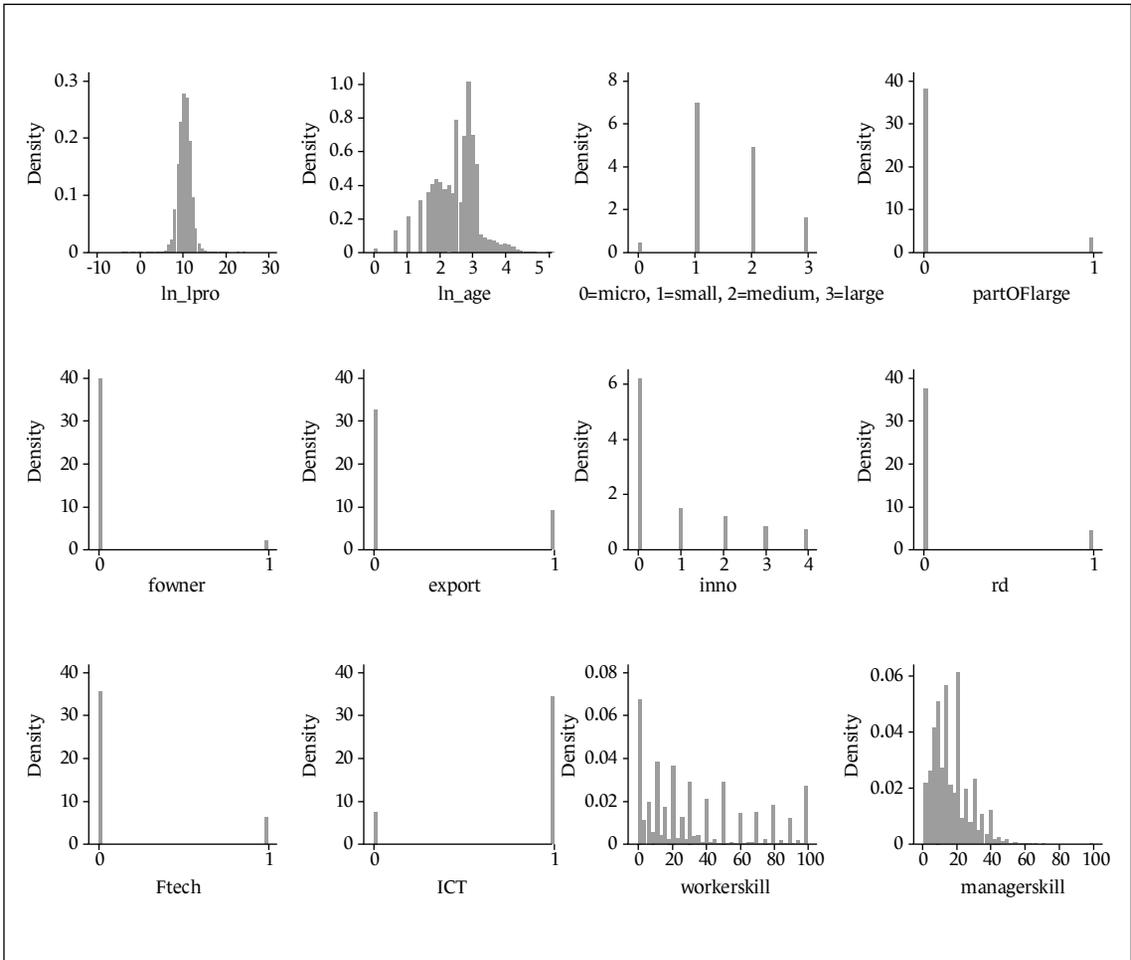 0.3
0.2
0.1
0
Density
-10 0 10 20 30
ln_lpro
1.0
0.8
0.6
0.4
0.2
0
Density
0 1 2 3 4 5
ln_age
8
6
4
2
0
Density
0 1 2 3
0=micro, 1=small, 2=medium, 3=large
40
30
20
10
0
Density
0 1
partOFlarge
40
30
20
10
0
Density
0 1
fowner
40
30
20
10
0
Density
0 1
export
6
4
2
0
Density
0 1 2 3 4
inno
40
30
20
10
0
Density
0 1
rd
40
30
20
10
0
Density
0 1
Ftech
40
30
20
10
0
Density
0 1
ICT
0.08
0.06
0.04
0.02
0
Density
0 20 40 60 80 100
workerskill
0.06
0.04
0.02
0
Density
0 20 40 60 80 100
managerskill